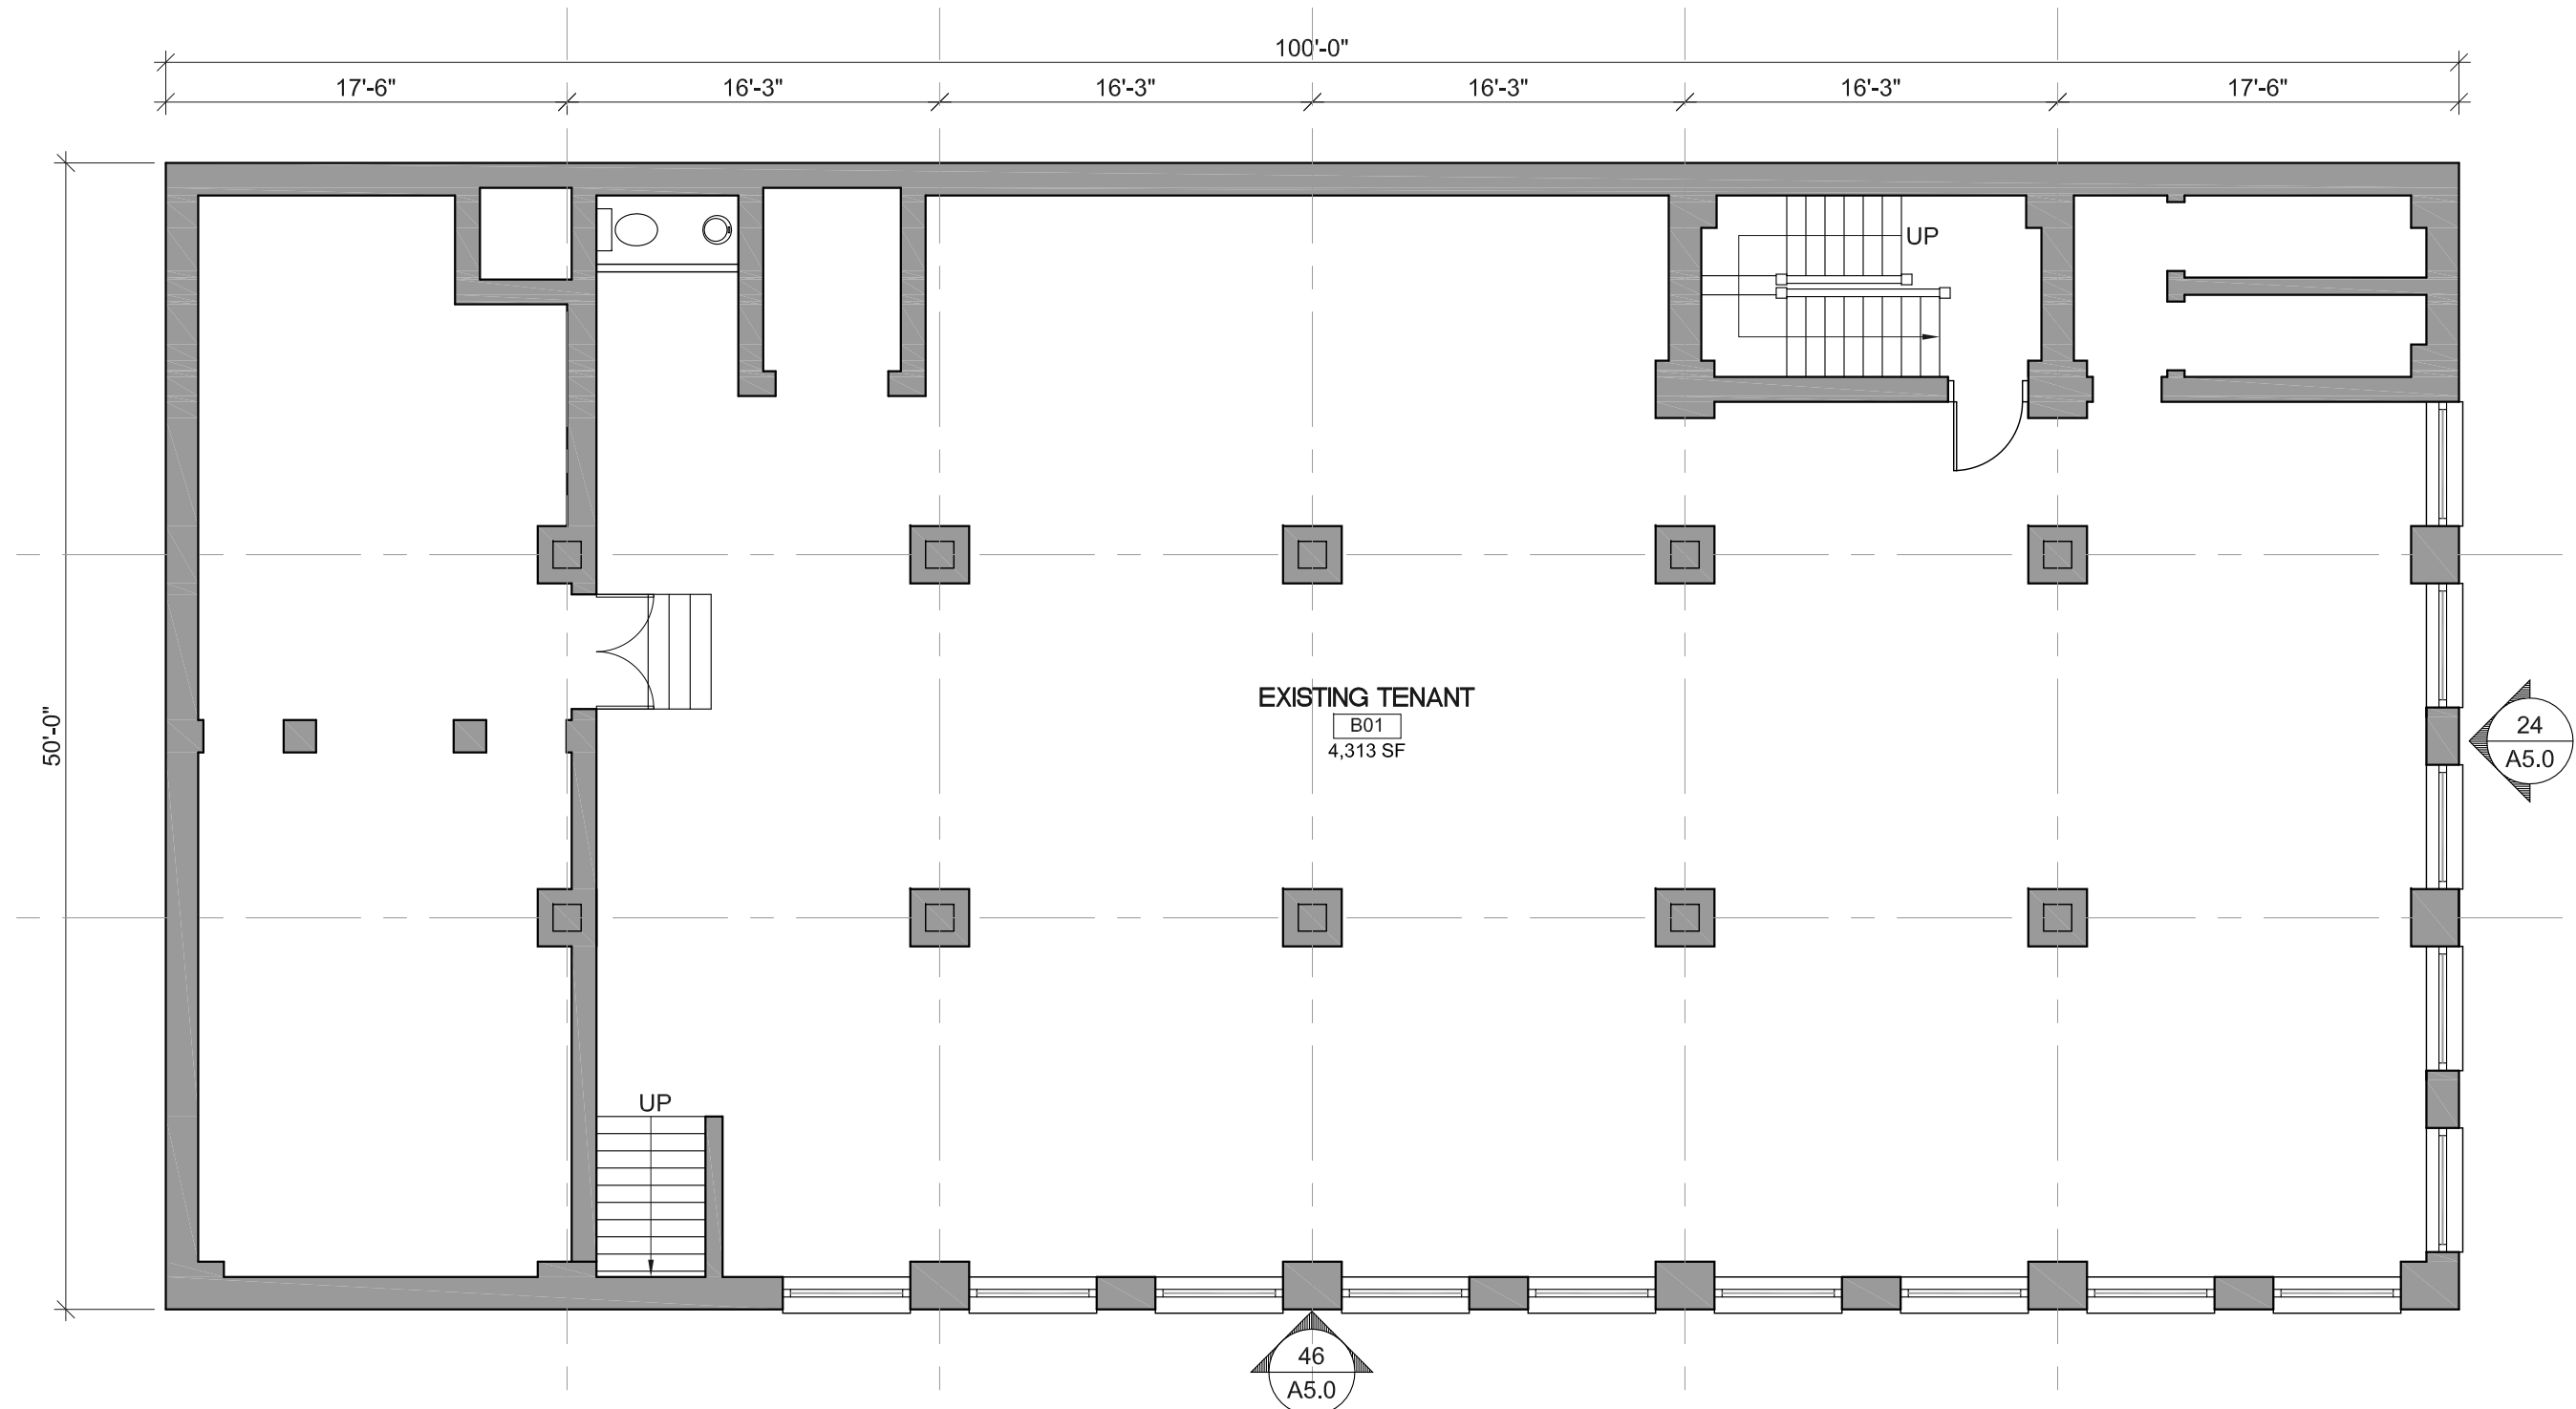 100'-0"
17'-6"
16'-3"
16'-3"
16'-3"
16'-3"
17'-6"
UP
50'-0"
EXISTING TENANT
B01
4,313 SF
24
A5.0
UP
46
A5.0